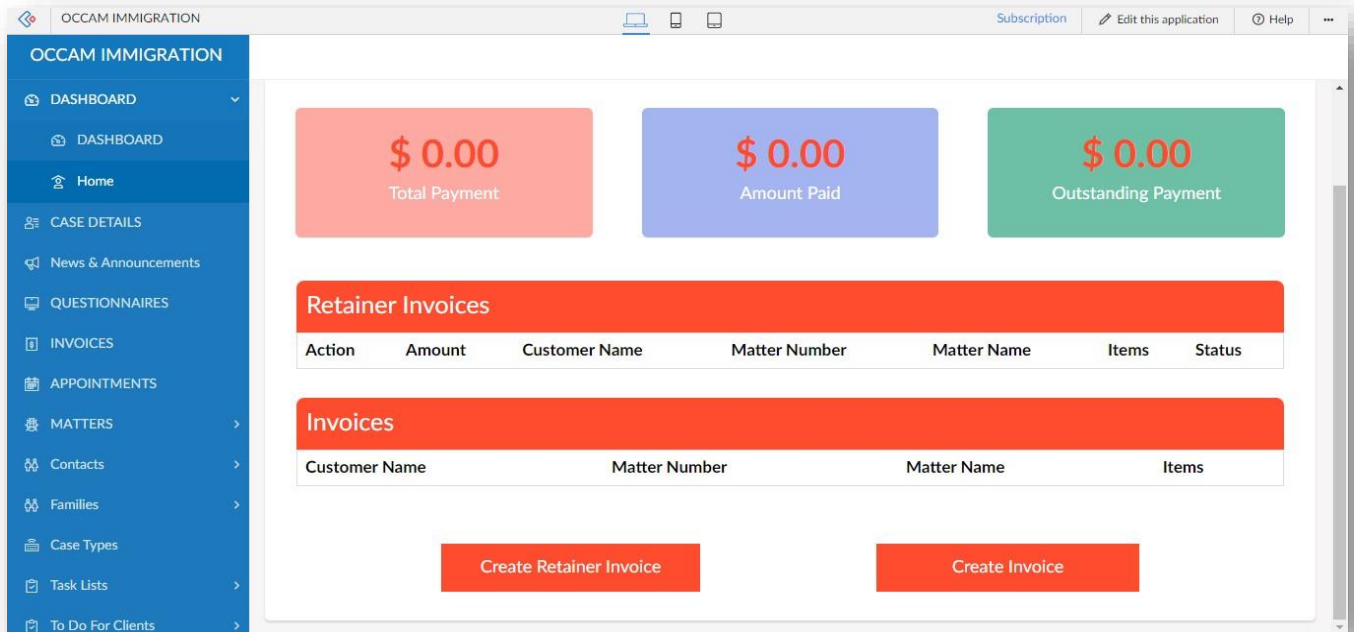 OCCAM IMMIGRATION
Subscription
Edit this application
Help
OCCAM IMMIGRATION
DASHBOARD
DASHBOARD
Home
CASE DETAILS
News & Announcements
QUESTIONNAIRES
INVOICES
APPOINTMENTS
MATTERS
Contacts
Families
Case Types
Task Lists
To Do For Clients
$ 0.00
Total Payment
$ 0.00
Amount Paid
$ 0.00
Outstanding Payment
Retainer Invoices
Action Amount Customer Name Matter Number Matter Name Items Status
Invoices
Customer Name Matter Number Matter Name Items
Create Retainer Invoice
Create Invoice